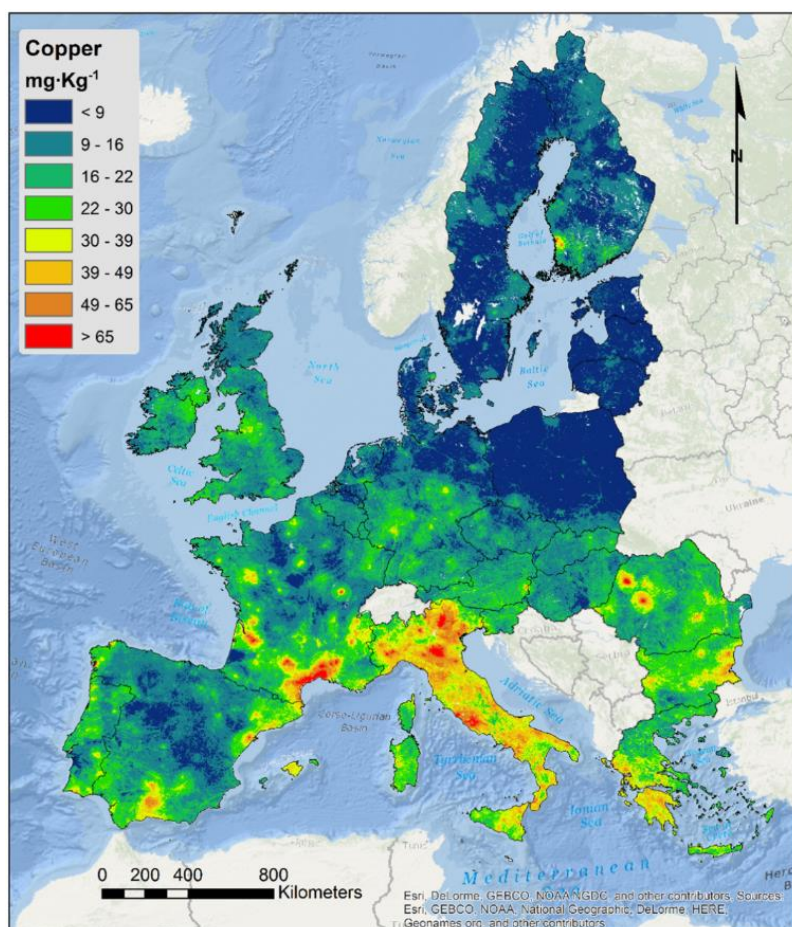 Copper
mg·Kg⁻¹
< 9
9 - 16
16 - 22
22 - 30
30 - 39
39 - 49
49 - 65
> 65
N
Norwegian
Sea
Gulf of
Bothnia
North
Sea
Baltic
Sea
Celtic
Sea
English Channel
West
European
Basin
Bay of
Ukraine
Adriatic Sea
Corso-Ligurian
Basin
Istanbul
Tyrrhenian
Sea
Ionian
Sea
Mediterranean
0 200 400 800
Kilometers
Esri, DeLorme, GEBCO, NOAA NGDC, and other contributors, Sources:
Esri, GEBCO, NOAA, National Geographic, DeLorme, HERE,
Geonames.org, and other contributors